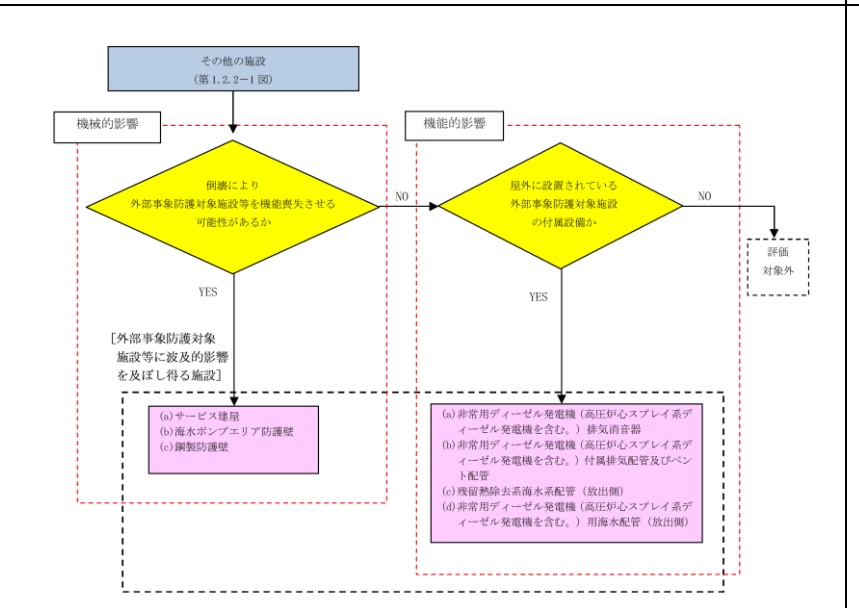 その他の施設
(第1.2.2-1図)
機械的影響
機能的影響
倒壊により
外部事象防護対象施設等を機能喪失させる
可能性があるか
NO
屋外に設置されている
外部事象防護対象施設
の付属設備か
NO
評価
対象外
YES
YES
[外部事象防護対象
施設等に波及的影響
を及ぼし得る施設]
(a)サービス建屋
(b)海水ポンプエリア防護壁
(c)鋼製防護壁
(a)非常用ディーゼル発電機(高圧炉心スプレイ系デ
ィーゼル発電機を含む。)排気消音器
(b)非常用ディーゼル発電機(高圧炉心スプレイ系デ
ィーゼル発電機を含む。)付属排気配管及びベン
ト配管
(c)残留熱除去系海水系配管(放出側)
(d)非常用ディーゼル発電機(高圧炉心スプレイ系デ
ィーゼル発電機を含む。)用海水配管(放出側)